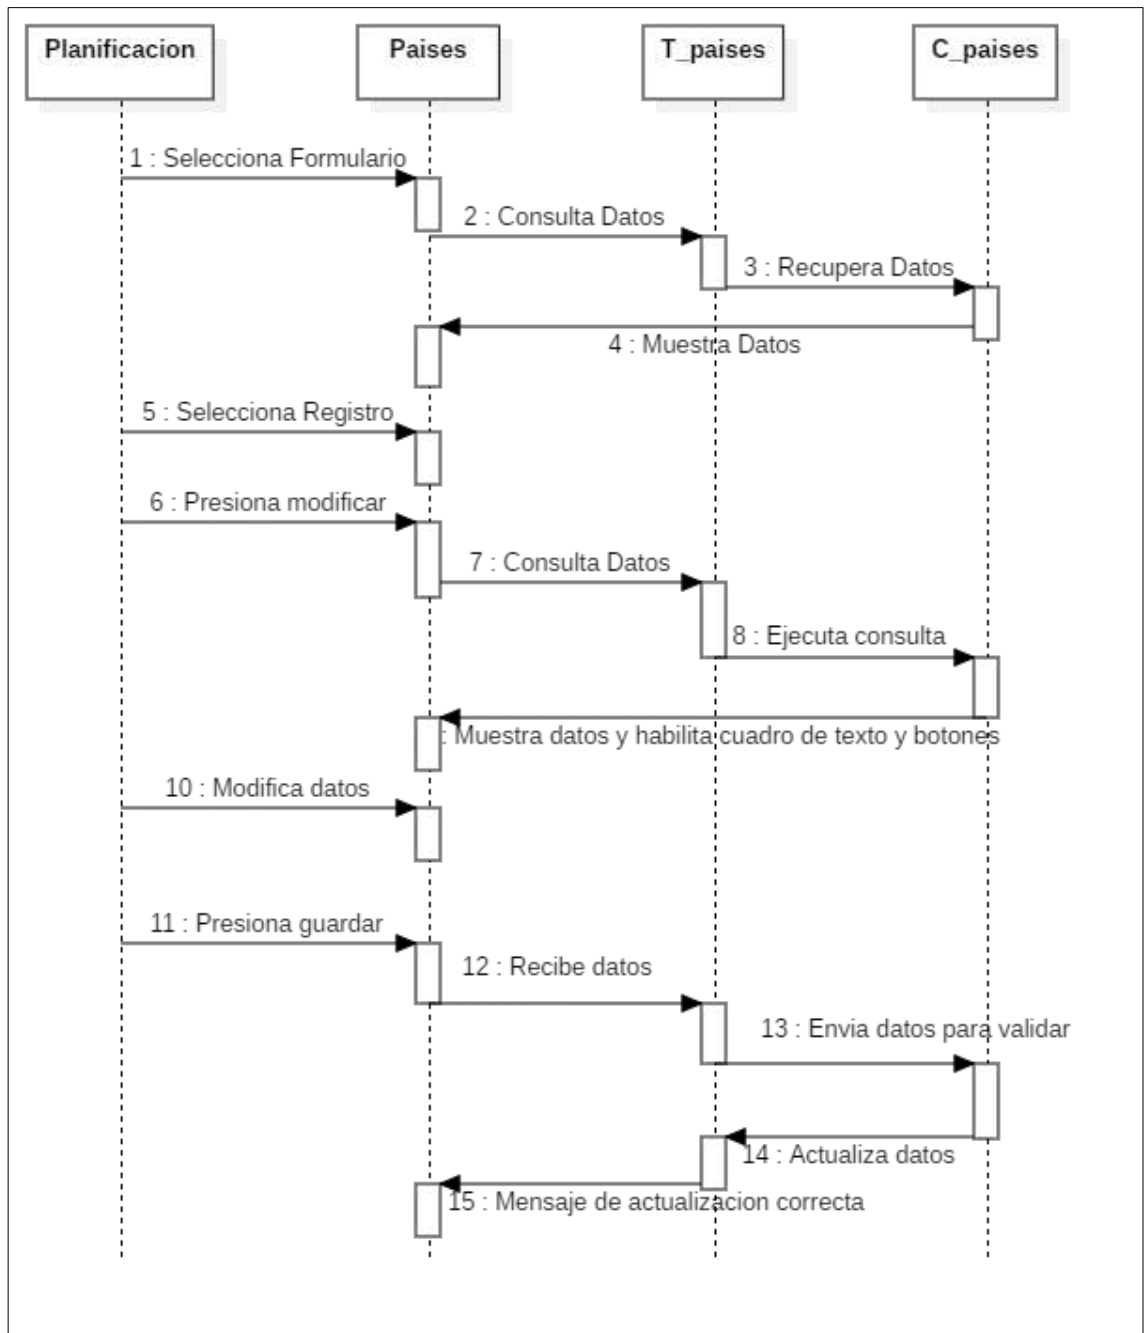 Planificacion
Paises
T_paises
C_paises
1 : Selecciona Formulario
2 : Consulta Datos
3 : Recupera Datos
4 : Muestra Datos
5 : Selecciona Registro
6 : Presiona modificar
7 : Consulta Datos
8 : Ejecuta consulta
: Muestra datos y habilita cuadro de texto y botones
10 : Modifica datos
11 : Presiona guardar
12 : Recibe datos
13 : Envia datos para validar
14 : Actualiza datos
15 : Mensaje de actualizacion correcta